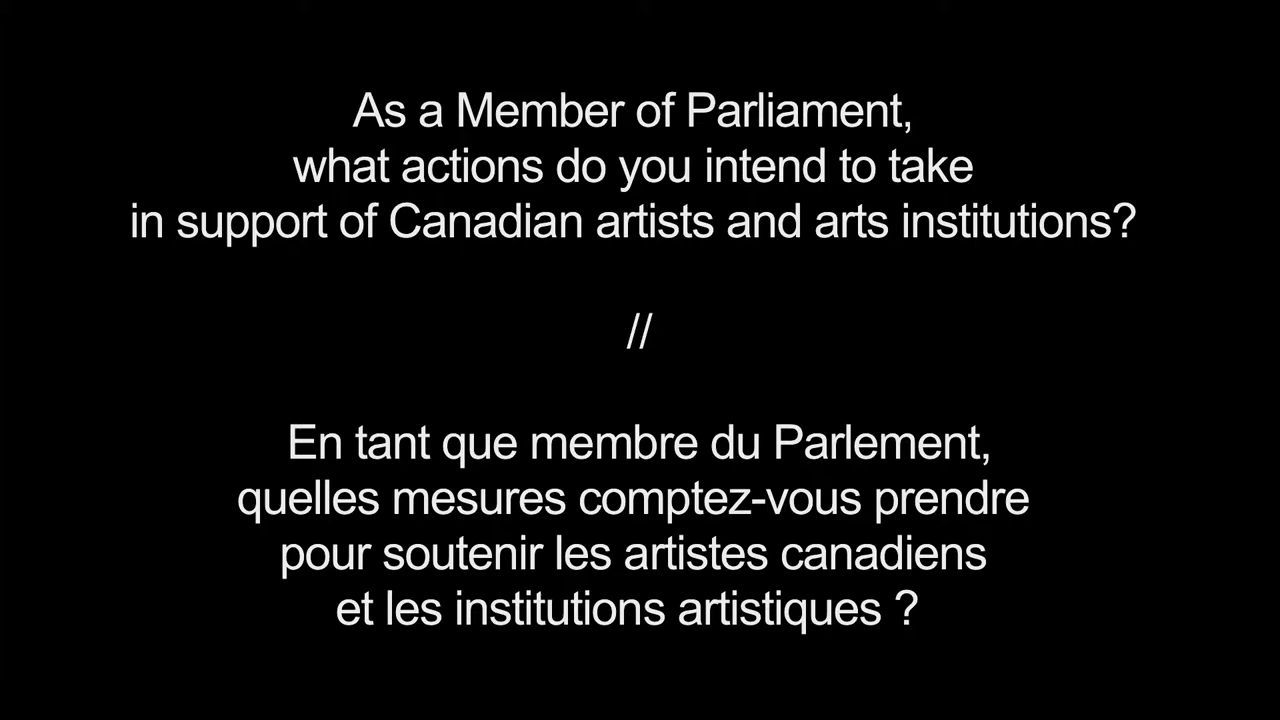 As a Member of Parliament,
what actions do you intend to take
in support of Canadian artists and arts institutions?
//
En tant que membre du Parlement,
quelles mesures comptez-vous prendre
pour soutenir les artistes canadiens
et les institutions artistiques ?